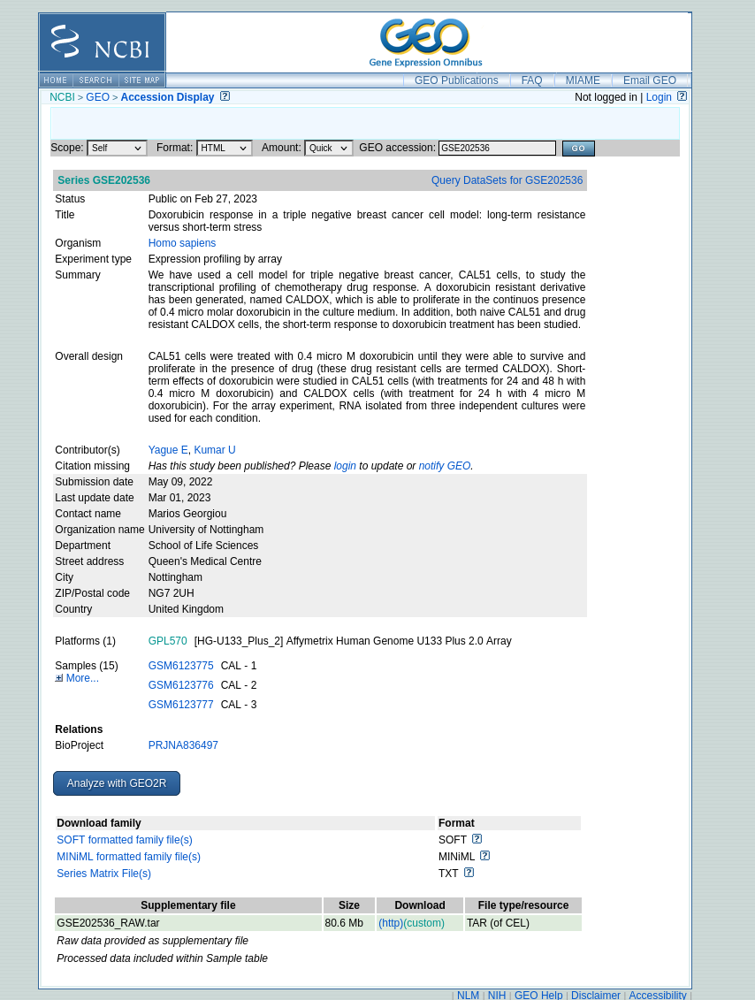 NCBI
GEO
Gene Expression Omnibus
HOME SEARCH SITE MAP GEO Publications FAQ MIAME Email GEO
NCBI > GEO > Accession Display ? Not logged in | Login ?
Scope: Self Format: HTML Amount: Quick GEO accession: GSE202536 GO
Series GSE202536 Query DataSets for GSE202536
Status Public on Feb 27, 2023
Title Doxorubicin response in a triple negative breast cancer cell model: long-term resistance
versus short-term stress
Organism Homo sapiens
Experiment type Expression profiling by array
Summary We have used a cell model for triple negative breast cancer, CAL51 cells, to study the
transcriptional profiling of chemotherapy drug response. A doxorubicin resistant derivative
has been generated, named CALDOX, which is able to proliferate in the continuos presence
of 0.4 micro molar doxorubicin in the culture medium. In addition, both naive CAL51 and drug
resistant CALDOX cells, the short-term response to doxorubicin treatment has been studied.
Overall design CAL51 cells were treated with 0.4 micro M doxorubicin until they were able to survive and
proliferate in the presence of drug (these drug resistant cells are termed CALDOX). Short-
term effects of doxorubicin were studied in CAL51 cells (with treatments for 24 and 48 h with
0.4 micro M doxorubicin) and CALDOX cells (with treatment for 24 h with 4 micro M
doxorubicin). For the array experiment, RNA isolated from three independent cultures were
used for each condition.
Contributor(s) Yague E, Kumar U
Citation missing Has this study been published? Please login to update or notify GEO.
Submission date May 09, 2022
Last update date Mar 01, 2023
Contact name Marios Georgiou
Organization name University of Nottingham
Department School of Life Sciences
Street address Queen's Medical Centre
City Nottingham
ZIP/Postal code NG7 2UH
Country United Kingdom
Platforms (1) GPL570 [HG-U133_Plus_2] Affymetrix Human Genome U133 Plus 2.0 Array
Samples (15) GSM6123775 CAL - 1
More...
GSM6123776 CAL - 2
GSM6123777 CAL - 3
Relations
BioProject PRJNA836497
Analyze with GEO2R
Download family Format
SOFT formatted family file(s) SOFT ?
MINiML formatted family file(s) MINiML ?
Series Matrix File(s) TXT ?
Supplementary file Size Download File type/resource
GSE202536_RAW.tar 80.6 Mb (http)(custom) TAR (of CEL)
Raw data provided as supplementary file
Processed data included within Sample table
| NLM | NIH | GEO Help | Disclaimer | Accessibility |